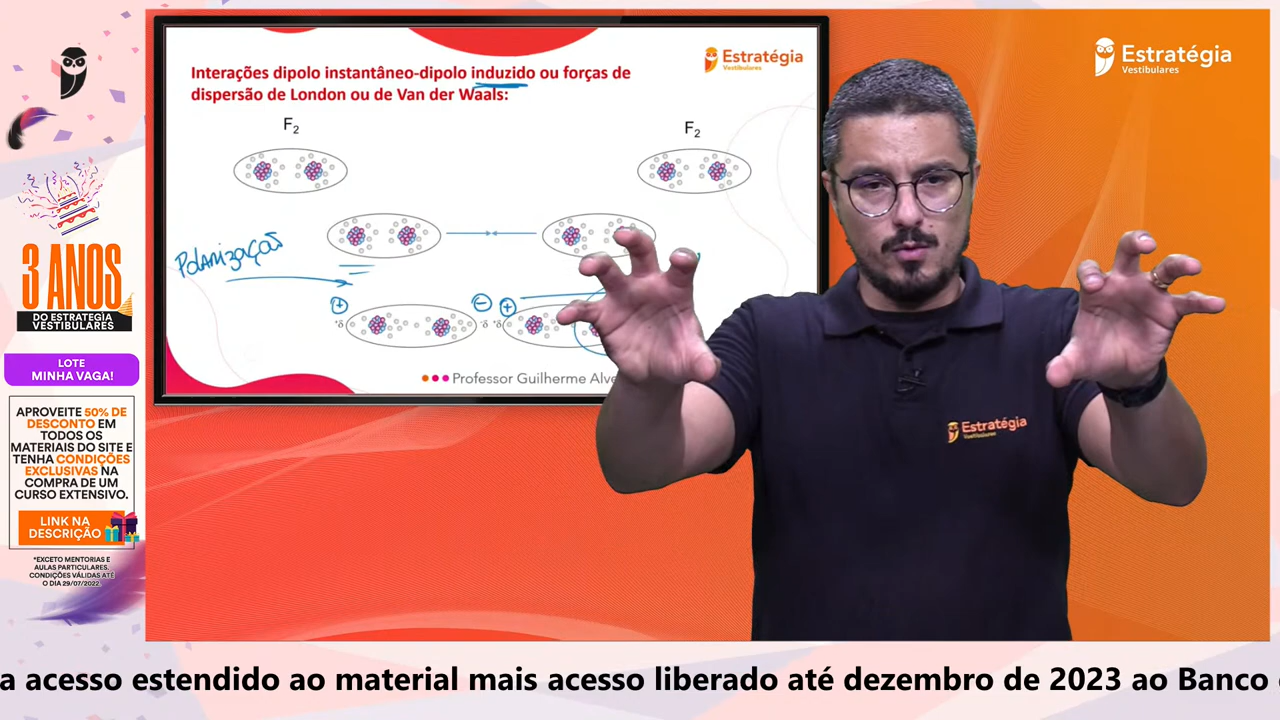 Interações dipolo instantâneo-dipolo induzido ou forças de
dispersão de London ou de Van der Waals:
Estratégia
Vestibulares
F2
F2
Polarização
+
-
+
+δ
-δ
+δ
Professor Guilherme Alve
Estratégia
Vestibulares
Estratégia
Vestibulares
3 ANOS
DO ESTRATÉGIA
VESTIBULARES
LOTE
MINHA VAGA!
APROVEITE 50% DE
DESCONTO EM
TODOS OS
MATERIAIS DO SITE E
TENHA CONDIÇÕES
EXCLUSIVAS NA
COMPRA DE UM
CURSO EXTENSIVO.
LINK NA
DESCRIÇÃO
*EXCETO MENTORIAS E
AULAS PARTICULARES.
CONDIÇÕES VÁLIDAS ATÉ
O DIA 29/07/2022.
a acesso estendido ao material mais acesso liberado até dezembro de 2023 ao Banco